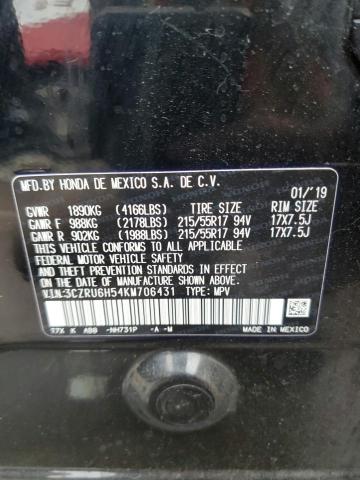 MFD.BY HONDA DE MEXICO S.A. DE C.V.
01/'19
GVWR 1890KG (4166LBS) TIRE SIZE RIM SIZE
GAWR F 988KG (2178LBS) 215/55R17 94V 17X7.5J
GAWR R 902KG (1988LBS) 215/55R17 94V 17X7.5J
THIS VEHICLE CONFORMS TO ALL APPLICABLE
FEDERAL MOTOR VEHICLE SAFETY
STANDARDS IN EFFECT ON THE DATE
OF MANUFACTURE SHOWN ABOVE.
V.I.N:3CZRU6H54KM706431 TYPE: MPV
T7X K ABB -NH731P -A -M MADE IN MEXICO